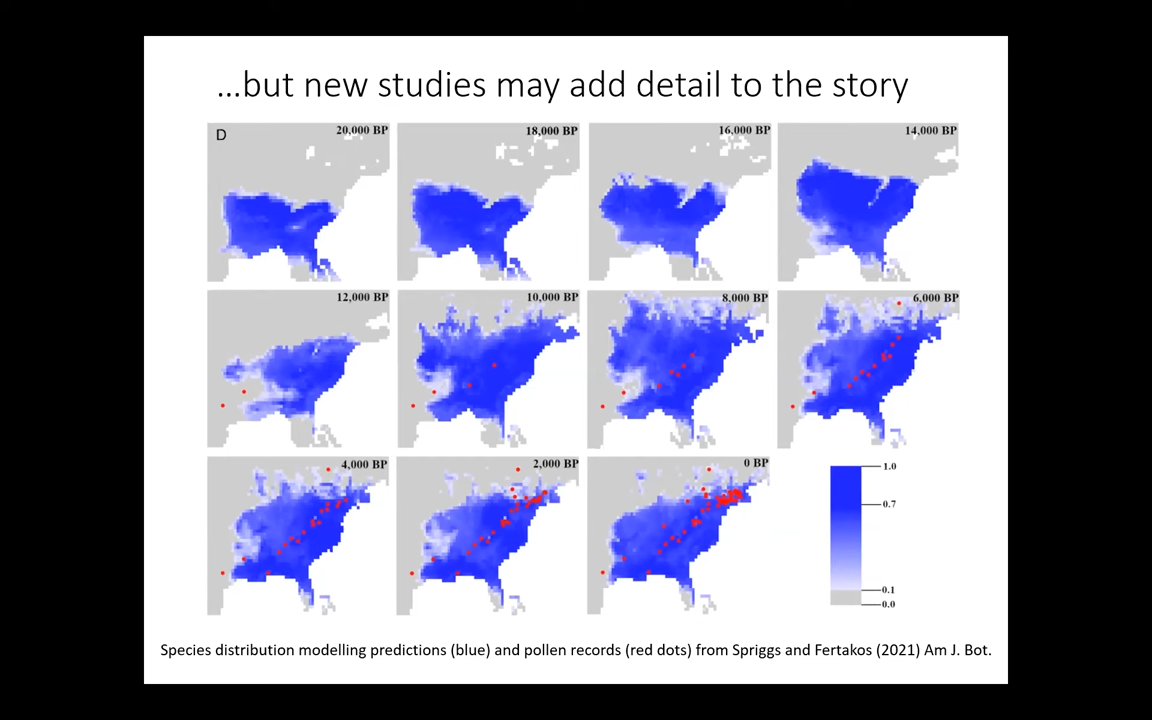 ...but new studies may add detail to the story
D
20,000 BP
18,000 BP
16,000 BP
14,000 BP
12,000 BP
10,000 BP
8,000 BP
6,000 BP
4,000 BP
2,000 BP
0 BP
1.0
0.7
0.1
0.0
Species distribution modelling predictions (blue) and pollen records (red dots) from Spriggs and Fertakos (2021) Am J. Bot.